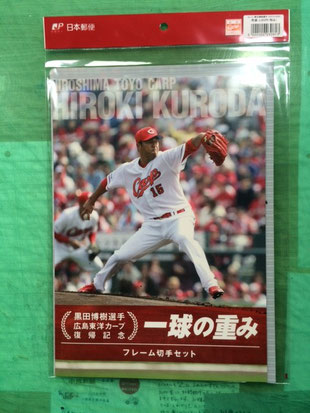 日本郵便
HIROSHIMA TOYO CARP
HIROKI KURODA
Carp
15
黒田博樹選手
広島東洋カープ
復帰記念
一球の重み
フレーム切手セット